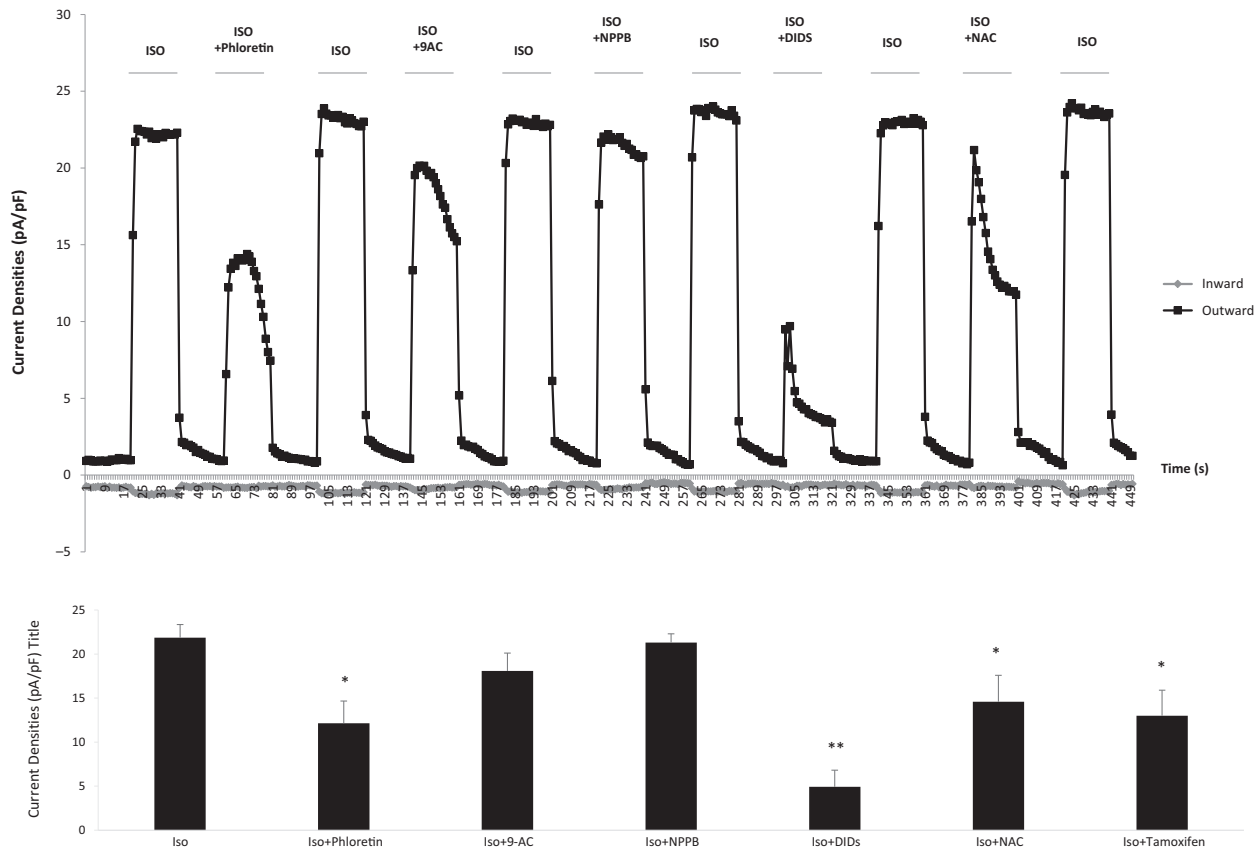 30
25
20
15
10
5
0
−5
Current Densities (pA/pF)
ISO
ISO
+Phloretin
ISO
ISO
+9AC
ISO
ISO
+NPPB
ISO
ISO
+DIDS
ISO
ISO
+NAC
ISO
Inward
Outward
Time (s)
1 9 17 25 33 41 49 57 65 73 81 89 97 105 113 121 129 137 145 153 161 169 177 185 193 201 209 217 225 233 241 249 257 265 273 281 289 297 305 313 321 329 337 345 353 361 369 377 385 393 401 409 417 425 433 441 449
Current Densities (pA/pF) Title
25
20
15
10
5
0
*
**
*
*
Iso Iso+Phloretin Iso+9-AC Iso+NPPB Iso+DIDs Iso+NAC Iso+Tamoxifen